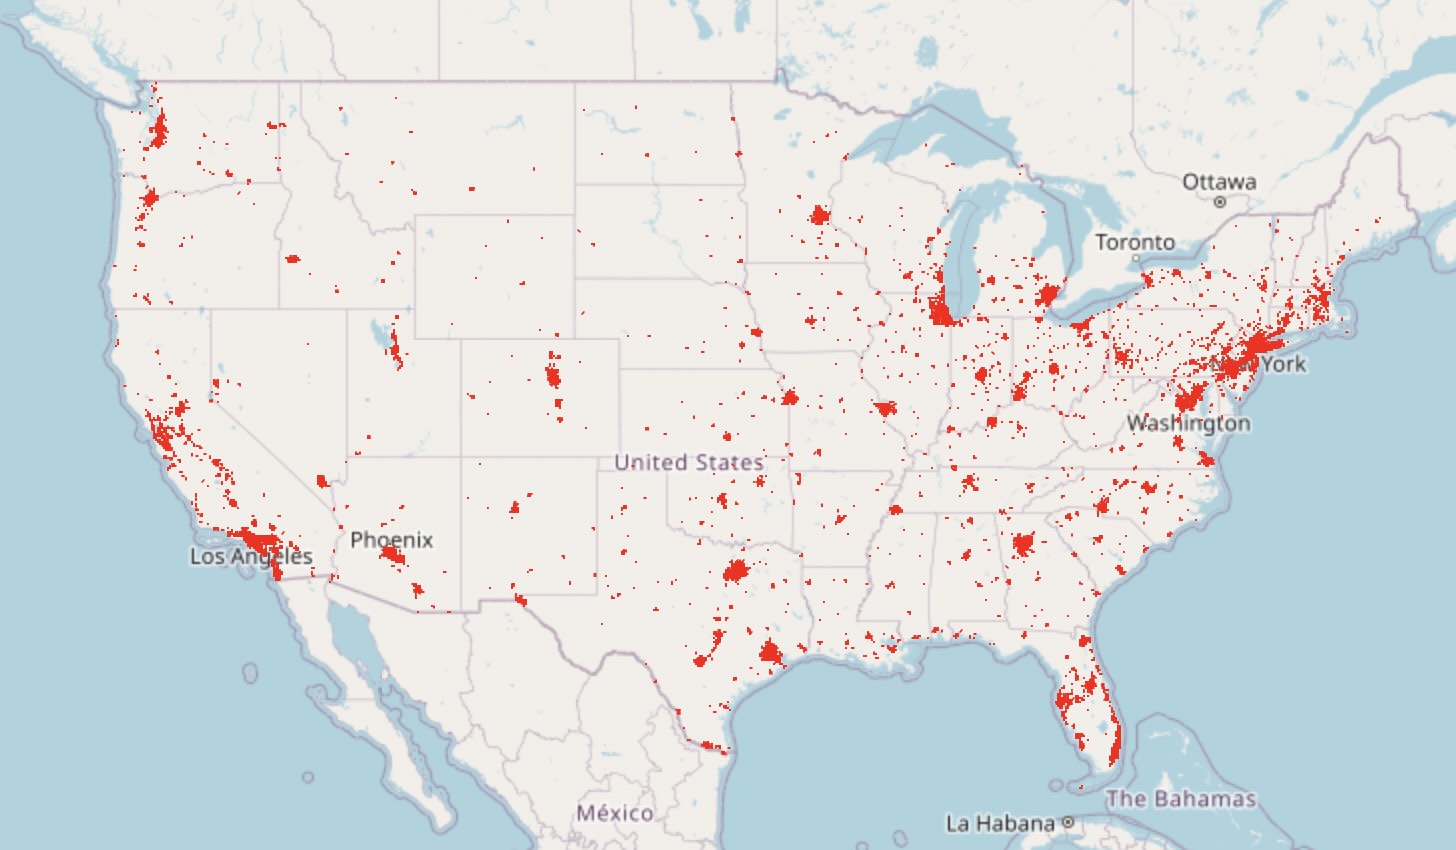 Ottawa
Toronto
New York
Washington
United States
Phoenix
Los Angeles
The Bahamas
México
La Habana